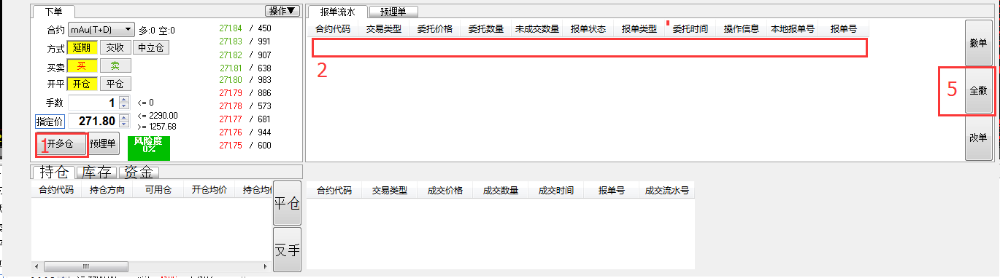 下单 操作▼
合约 mAu(T+D) 多:0 空:0
方式 延期 交收 中立仓
买卖 买 卖
开平 开仓 平仓
手数 1 <= 0
指定价 271.80 <= 2290.00
>= 1257.68
1 开多仓 预埋单 风险度
0%
271.84 / 450
271.83 / 991
271.82 / 907
271.81 / 638
271.80 / 983
271.79 / 886
271.78 / 573
271.77 / 681
271.76 / 944
271.75 / 600
报单流水 预埋单
合约代码 交易类型 委托价格 委托数量 未成交数量 报单状态 报单类型 委托时间 操作信息 本地报单号 报单号
2
撤单
5 全撤
改单
持仓 库存 资金
合约代码 持仓方向 可用仓 开仓均价 持仓均
平仓
反手
合约代码 交易类型 成交价格 成交数量 成交时间 报单号 成交流水号